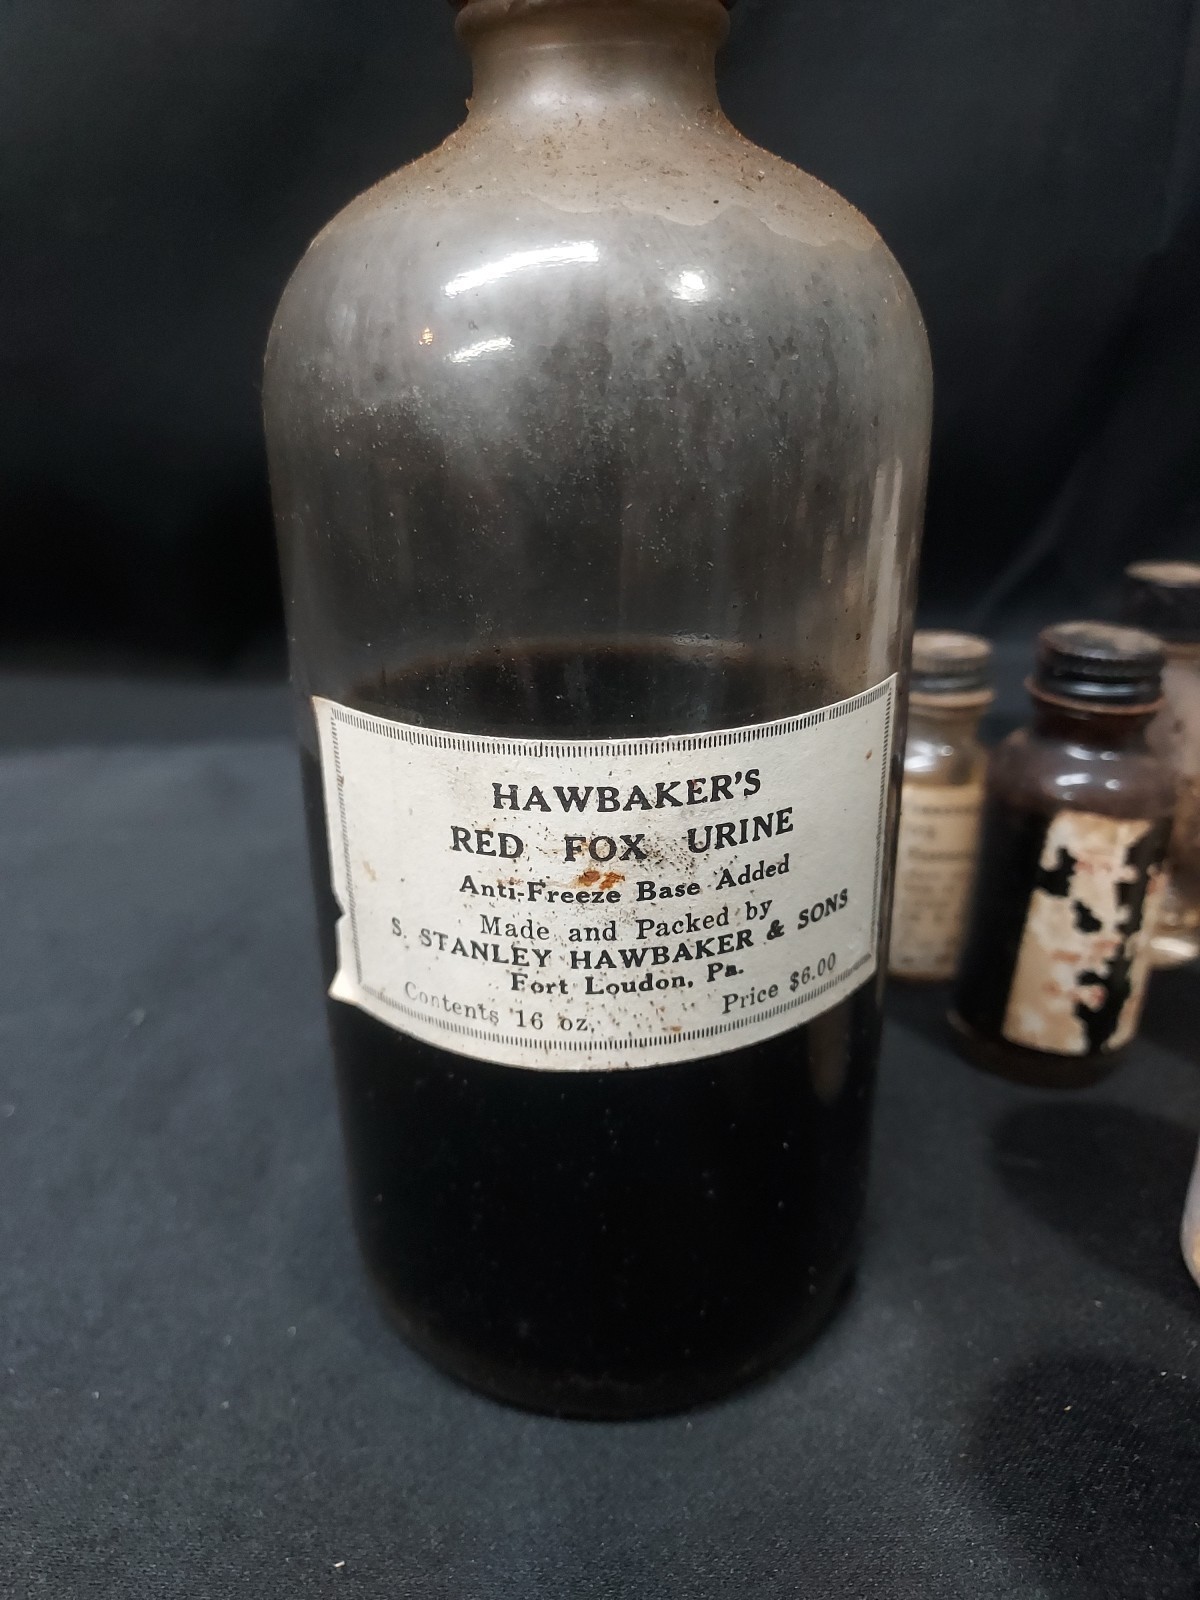 HAWBAKER'S
RED FOX URINE
Anti-Freeze Base Added
Made and Packed by
S. STANLEY HAWBAKER & SONS
Fort Loudon, Pa.
Contents 16 oz. Price $6.00